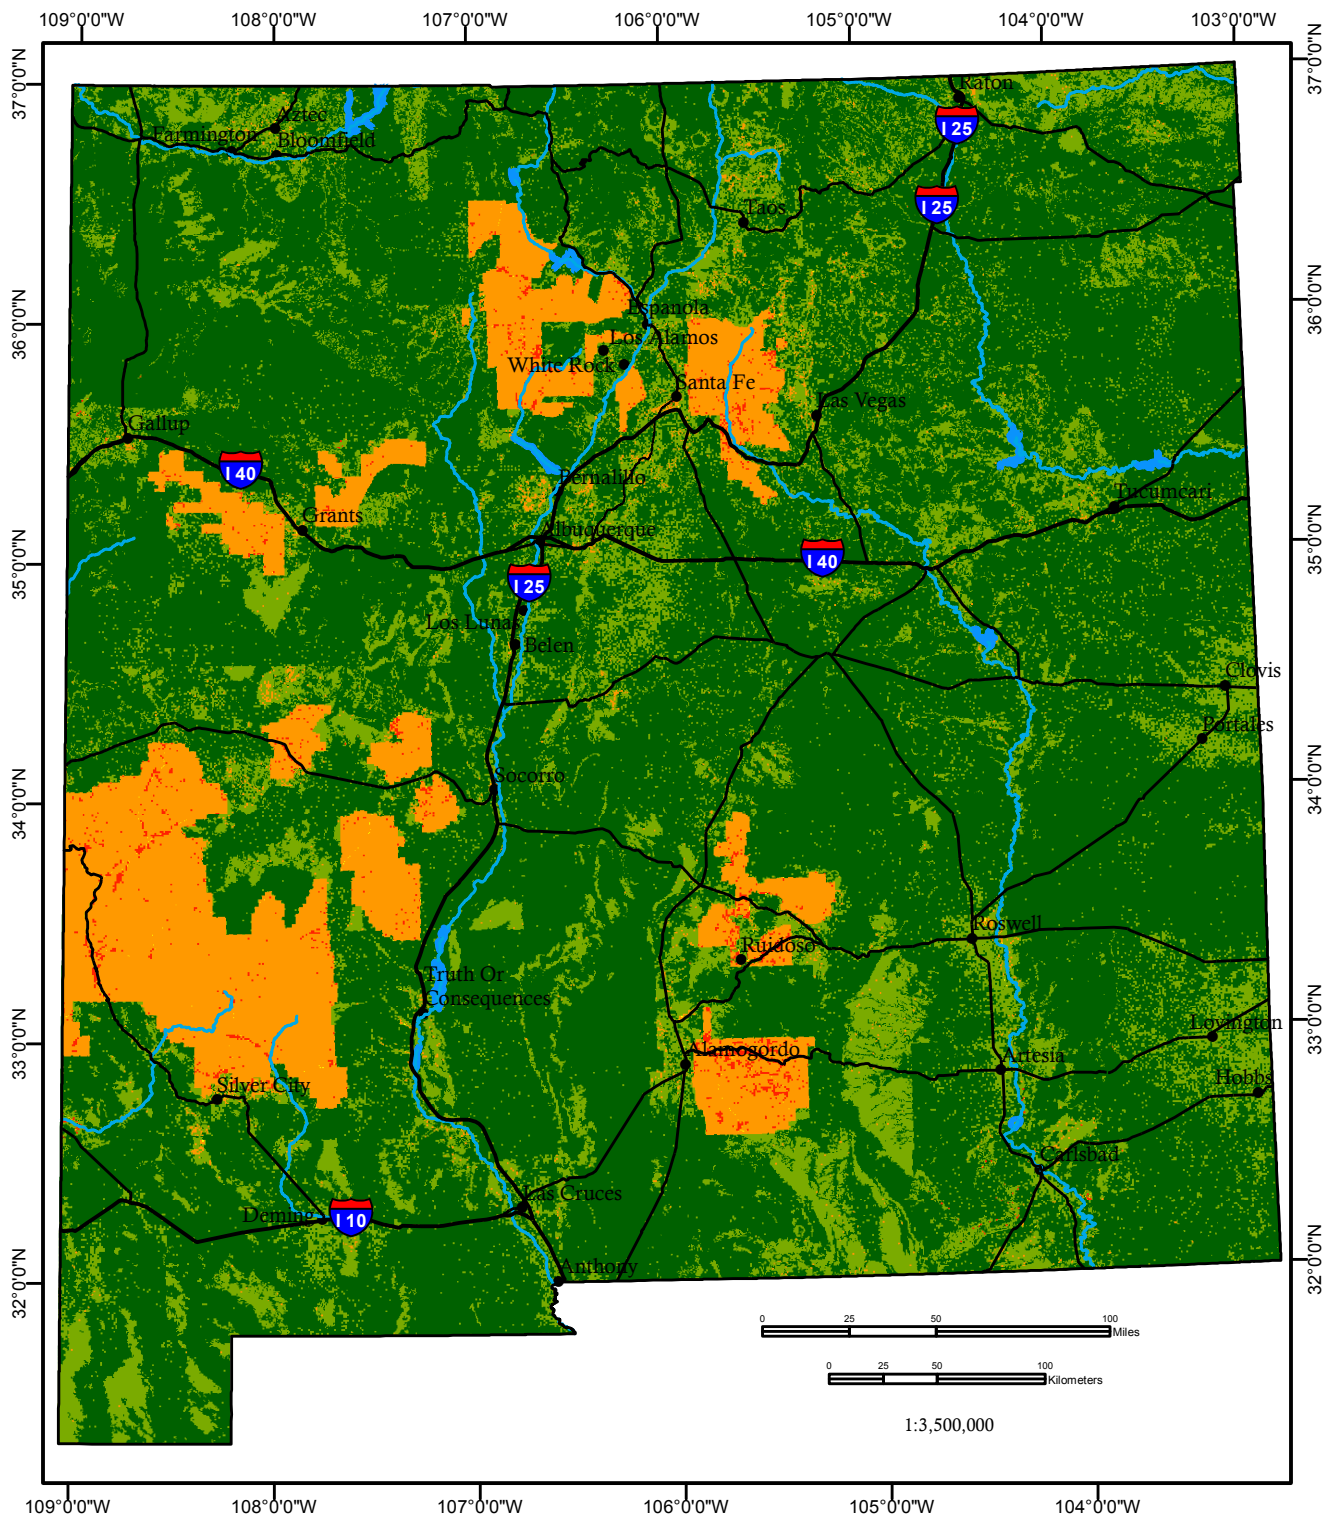 109°0'0"W 108°0'0"W 107°0'0"W 106°0'0"W 105°0'0"W 104°0'0"W 103°0'0"W
37°0'0"N
37°0'0"N
Raton
I 25
Aztec
Farmington
Bloomfield
I 25
Taos
36°0'0"N
36°0'0"N
Espanola
Los Alamos
White Rock
Santa Fe
Las Vegas
Gallup
I 40
Bernalillo
Tucumcari
Grants
Albuquerque
35°0'0"N
35°0'0"N
I 40
I 25
Los Lunas
Belen
Clovis
Portales
34°0'0"N
34°0'0"N
Socorro
Roswell
Ruidoso
Truth Or
Consequences
33°0'0"N
33°0'0"N
Lovington
Alamogordo
Artesia
Hobbs
Silver City
Carlsbad
Las Cruces
Deming
I 10
Anthony
32°0'0"N
32°0'0"N
0 25 50 100
Miles
0 25 50 100
Kilometers
1:3,500,000
109°0'0"W 108°0'0"W 107°0'0"W 106°0'0"W 105°0'0"W 104°0'0"W